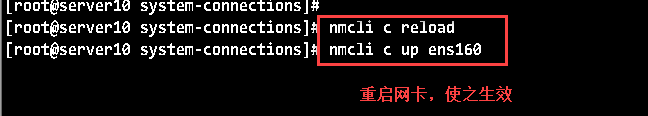 [root@server10 system-connections]#
[root@server10 system-connections]# nmcli c reload
[root@server10 system-connections]# nmcli c up ens160
重启网卡，使之生效